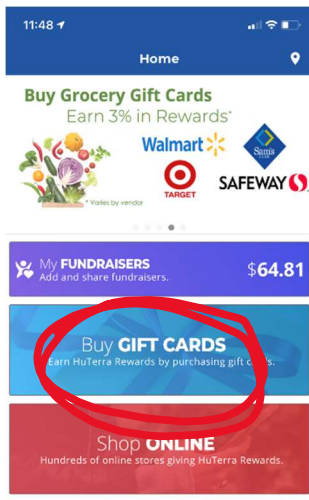 11:48
Home
Buy Grocery Gift Cards
Earn 3% in Rewards*
Walmart
Sam's
CLUB
TARGET
SAFEWAY
* Varies by vendor
My FUNDRAISERS
Add and share fundraisers.
$64.81
Buy GIFT CARDS
Earn HuTerra Rewards by purchasing gift cards.
Shop ONLINE
Hundreds of online stores giving HuTerra Rewards.